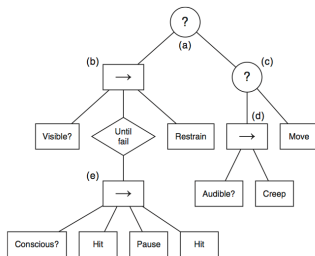 ?
(a)
(b)
→
(c)
?
Visible?
Until
fail
Restrain
(d)
→
Move
(e)
→
Audible?
Creep
Conscious?
Hit
Pause
Hit